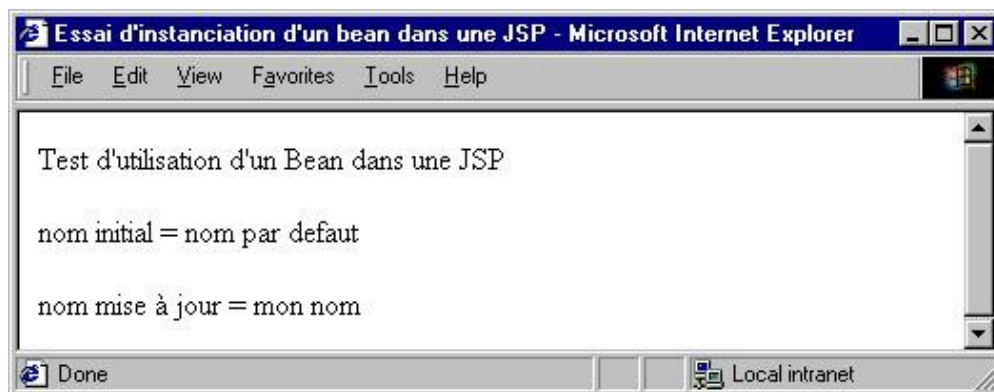 Essai d'instanciation d'un bean dans une JSP - Microsoft Internet Explorer
File Edit View Favorites Tools Help
Test d'utilisation d'un Bean dans une JSP
nom initial = nom par defaut
nom mise à jour = mon nom
Done Local intranet